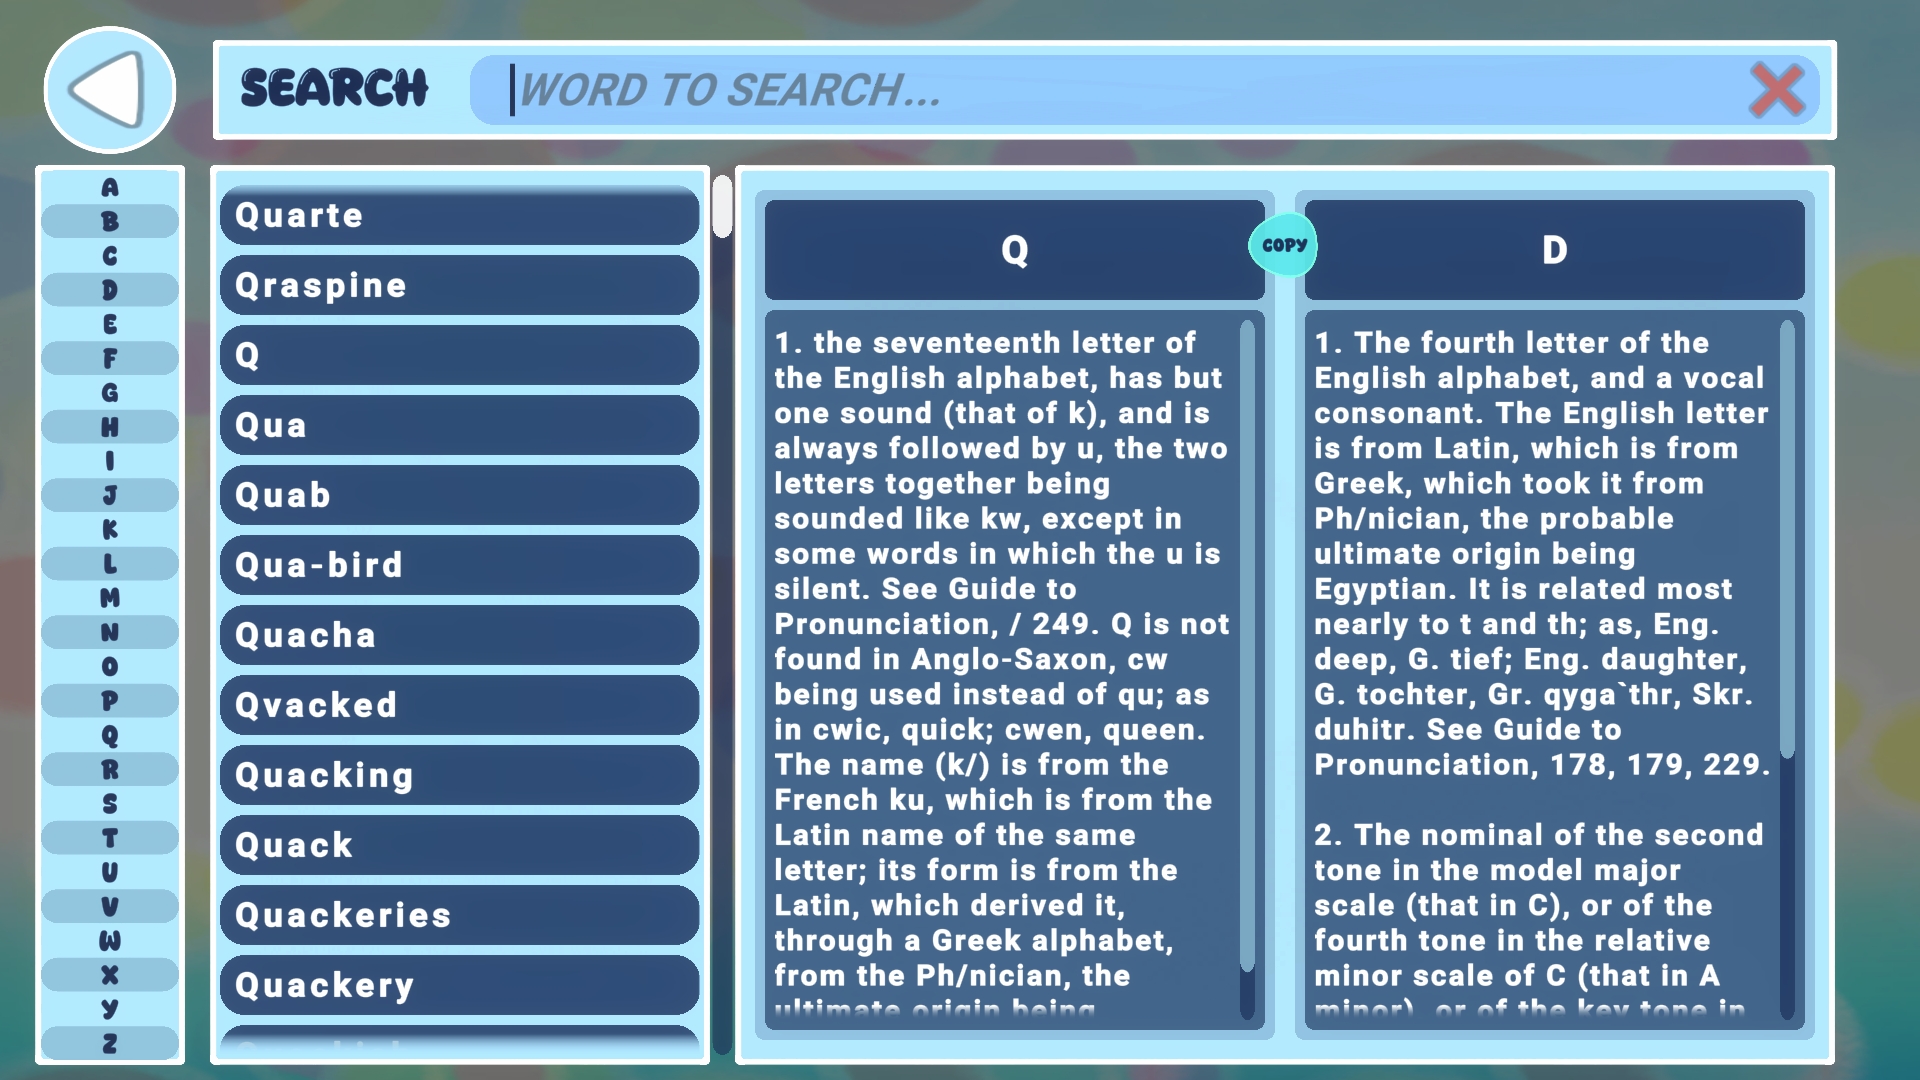 SEARCH
WORD TO SEARCH...
A
B
C
D
E
F
G
H
I
J
K
L
M
N
O
P
Q
R
S
T
U
V
W
X
Y
Z
Quarte
Qraspine
Q
Qua
Quab
Qua-bird
Quacha
Qvacked
Quacking
Quack
Quackeries
Quackery
Q
COPY
1. the seventeenth letter of
the English alphabet, has but
one sound (that of k), and is
always followed by u, the two
letters together being
sounded like kw, except in
some words in which the u is
silent. See Guide to
Pronunciation, / 249. Q is not
found in Anglo-Saxon, cw
being used instead of qu; as
in cwic, quick; cwen, queen.
The name (k/) is from the
French ku, which is from the
Latin name of the same
letter; its form is from the
Latin, which derived it,
through a Greek alphabet,
from the Ph/nician, the
ultimate origin being
D
1. The fourth letter of the
English alphabet, and a vocal
consonant. The English letter
is from Latin, which is from
Greek, which took it from
Ph/nician, the probable
ultimate origin being
Egyptian. It is related most
nearly to t and th; as, Eng.
deep, G. tief; Eng. daughter,
G. tochter, Gr. qyga`thr, Skr.
duhitr. See Guide to
Pronunciation, 178, 179, 229.
2. The nominal of the second
tone in the model major
scale (that in C), or of the
fourth tone in the relative
minor scale of C (that in A
minor), or of the key tone in